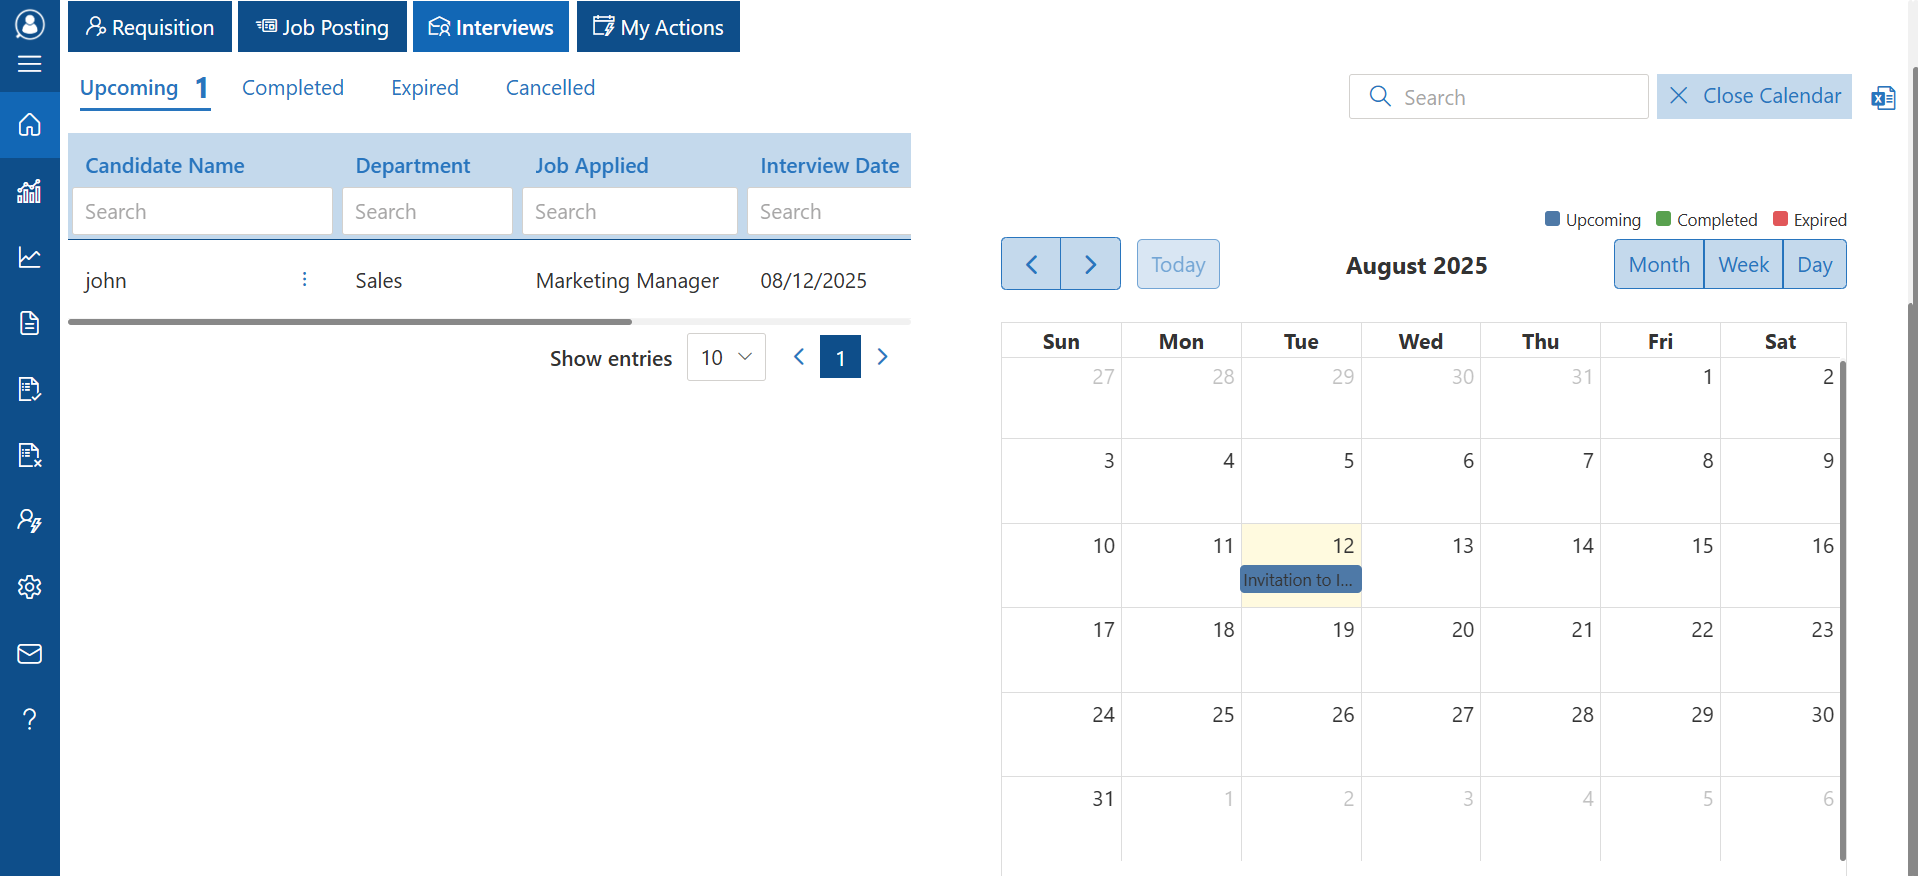 Requisition Job Posting Interviews My Actions
Upcoming 1 Completed Expired Cancelled
Search Close Calendar
Candidate Name Department Job Applied Interview Date
Search Search Search Search
john Sales Marketing Manager 08/12/2025
Show entries 10 1
Upcoming Completed Expired
Today August 2025 Month Week Day
Sun Mon Tue Wed Thu Fri Sat
27 28 29 30 31 1 2
3 4 5 6 7 8 9
10 11 12 13 14 15 16
Invitation to I...
17 18 19 20 21 22 23
24 25 26 27 28 29 30
31 1 2 3 4 5 6